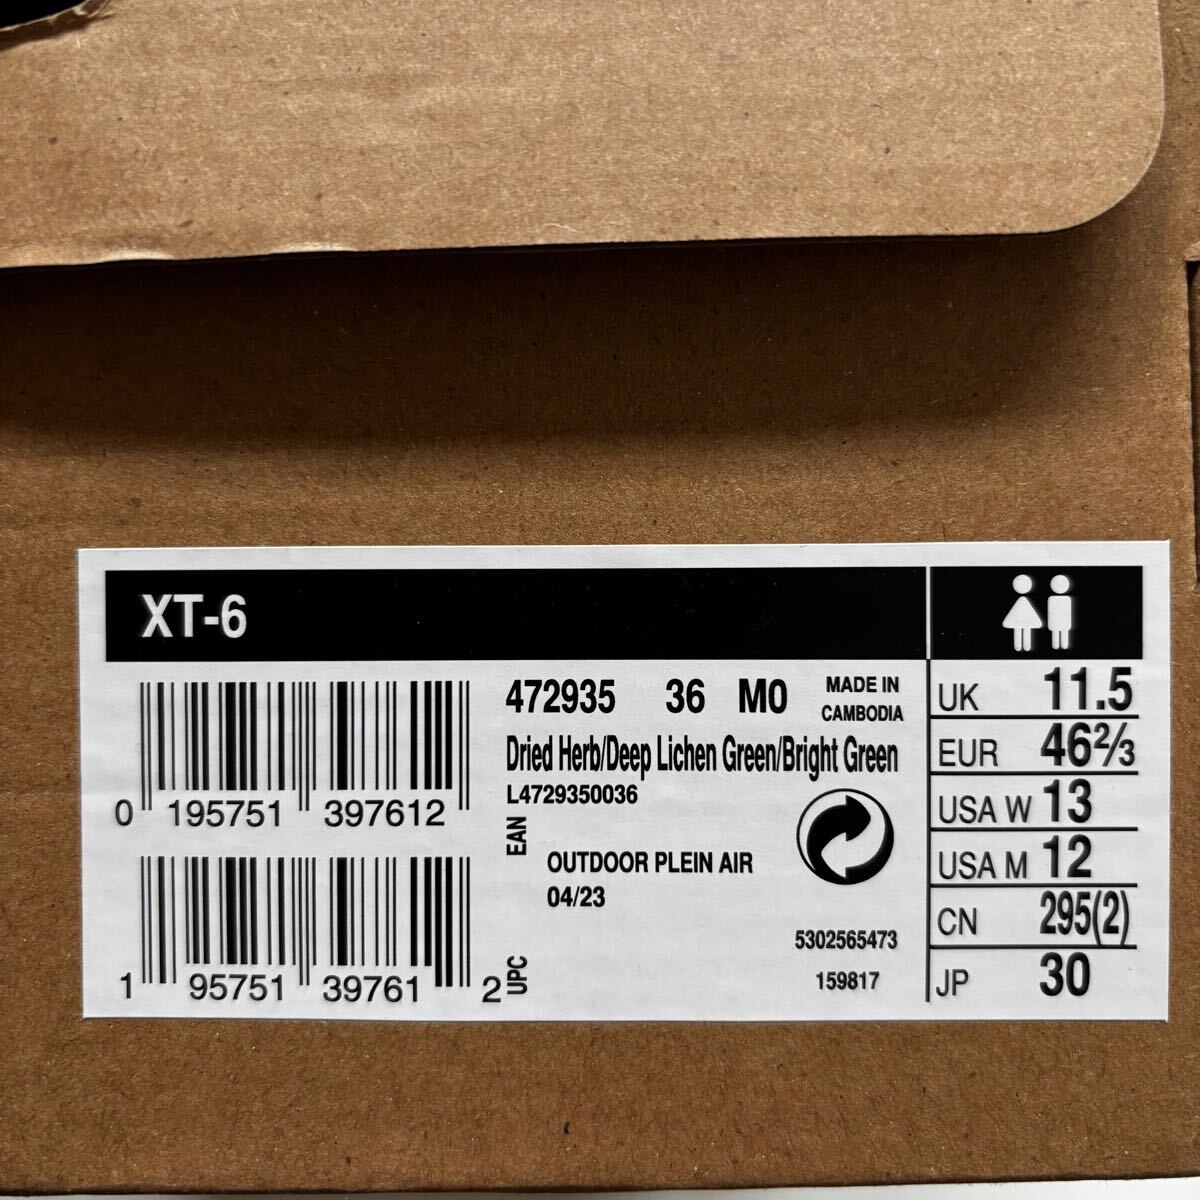 XT-6
472935 36 M0 MADE IN CAMBODIA
Dried Herb/Deep Lichen Green/Bright Green
L4729350036
0 195751 397612
EAN
OUTDOOR PLEIN AIR
04/23
1 95751 39761 2
UPC
5302565473
159817
UK 11.5
EUR 46⅔
USA W 13
USA M 12
CN 295(2)
JP 30